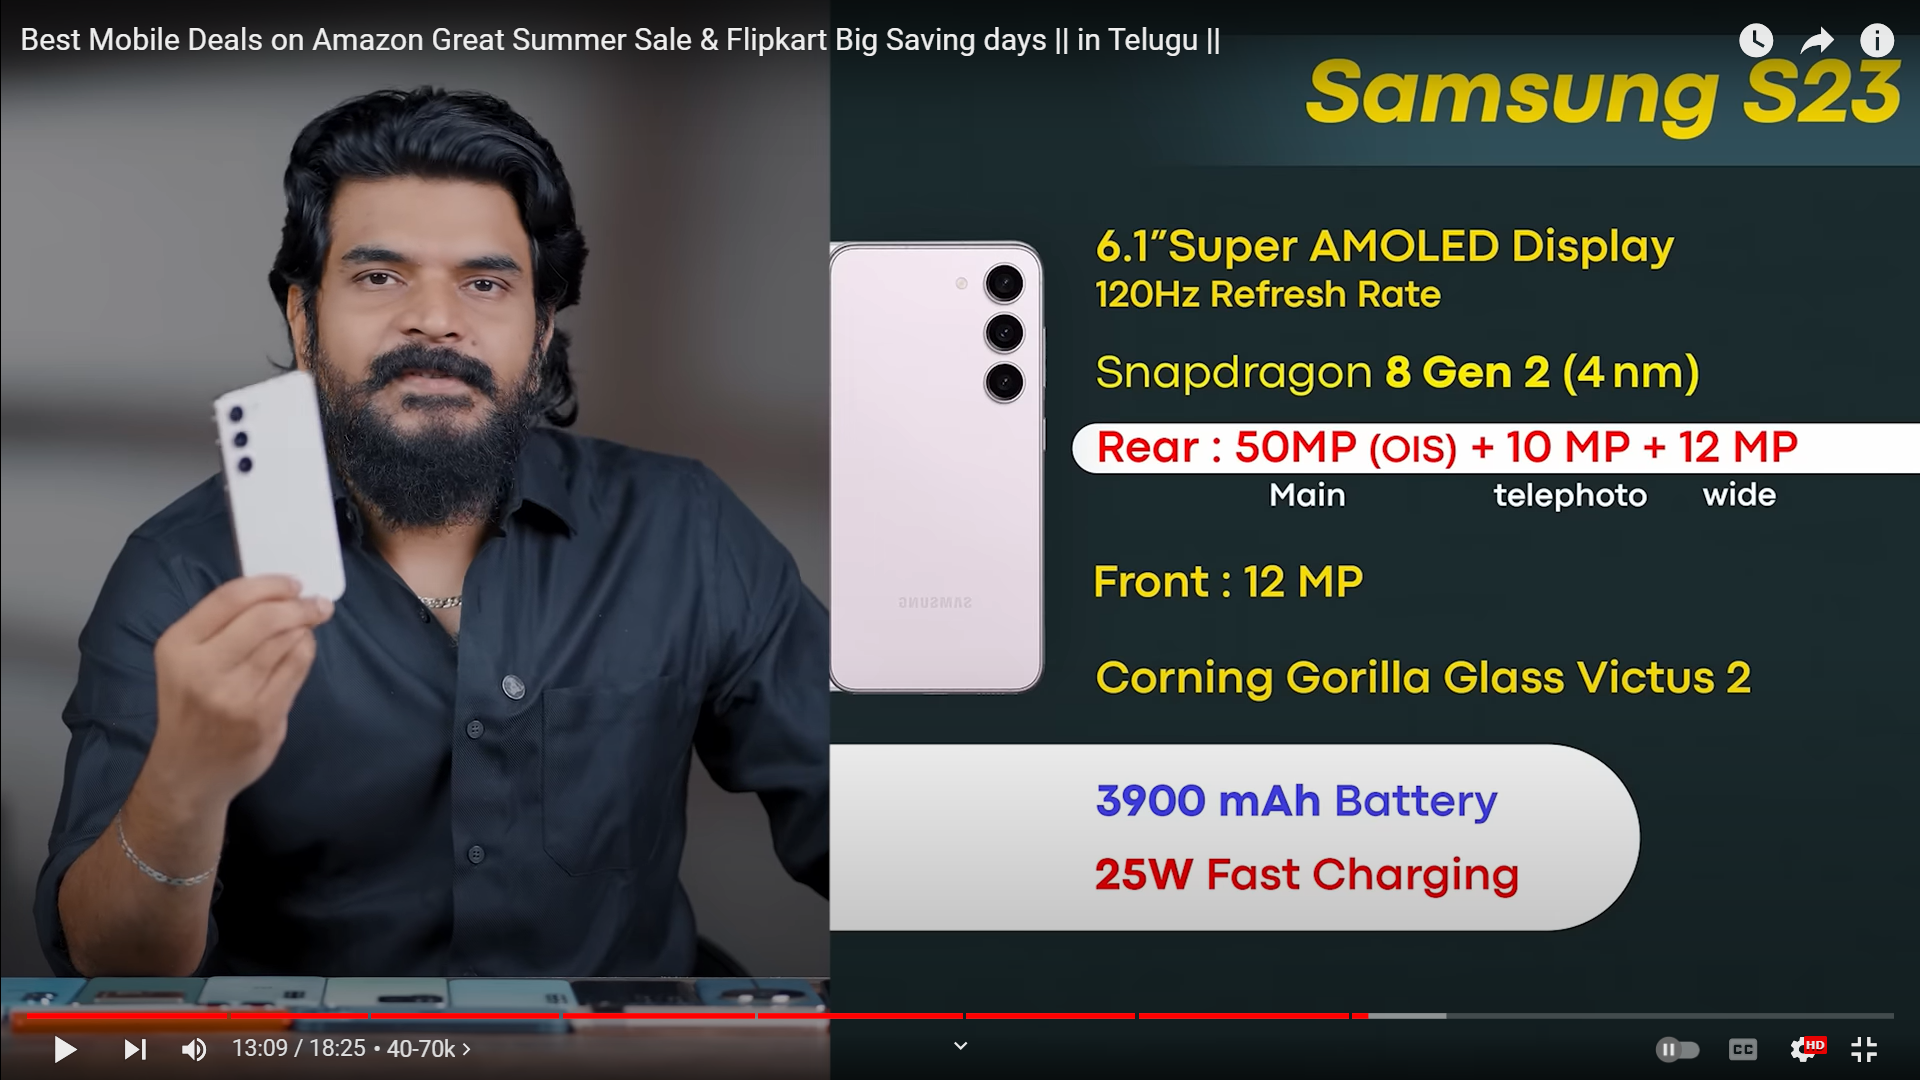 Best Mobile Deals on Amazon Great Summer Sale & Flipkart Big Saving days || in Telugu ||
Samsung S23
6.1”Super AMOLED Display
120Hz Refresh Rate
Snapdragon 8 Gen 2 (4 nm)
Rear : 50MP (OIS) + 10 MP + 12 MP
Main telephoto wide
SAMSUNG
Front : 12 MP
Corning Gorilla Glass Victus 2
3900 mAh Battery
25W Fast Charging
13:09 / 18:25 • 40-70k ›
CC
HD